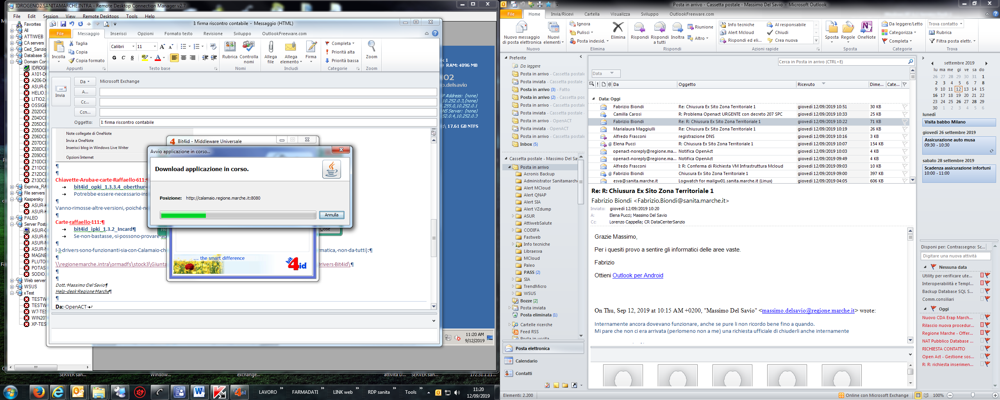 IDROGENO2.SANITAMARCHE.INTRA - Remote Desktop Connection Manager v2.7
File Edit Session View Remote Desktops Tools Help
Favorites
All
ATTIWEB
CA servers
Ced_Sanzio
Database S
Domain Con
IDROGE
A101-D
A206-D
ASUR-D
HELIO.S
LITIO2.
OSSIGE
Z02DC0
Z04DC0
Z05DC0
Z05DC0
Z06DC0
Z07DC0
Z08DC0
Z09DC0
Z10DC0
Z11DC0
Z12DC0
Z13DC0
Exprivia_RA
File servers
Kaspersky
ASUR-K
ASUR-K
PALEO
Server Posta
ASUR-C
ASUR-M
ASUR-M
ASUR-N
MAGNE
PLUTO
POTAS
SODIO.
Web server
WSUS
xTest
TESTW
TESTW
W7-TES
WIN201
XP-TES
I: firma riscontro contabile - Messaggio (HTML)
File Messaggio Inserisci Opzioni Formato testo Revisione Sviluppo OutlookFreeware.com
Incolla
Taglia
Copia
Copia formato
Appunti
Calibri 11
G C S
Testo base
Rubrica Controlla nomi
Nomi
Allega file
Allega elemento
Firma
Includi
Completa
Priorità alta
Priorità bassa
Categorie
Zoom
Zoom
Invia
Da Microsoft Exchange
A...
Cc...
Ccn...
Oggetto: I: firma riscontro contabile
Note collegate di OneNote
Invia a OneNote
Inserisci blog in Windows Live Writer
Opzioni Internet
¶
¶
Chiavette·Aruba·e·carte·Raffaello·611:¶
bit4id_opki_1.3.3.4_oberthur
Potrebbe·essere·necessario·ins
¶
Vanno·rimosse·altre·versioni,·poiché·no
¶
Carte·raffaello·111:¶
bit4id_ipki_1.3.2_Incard¶
Se·non·bastasse,·si·possono·provare·ad
¶
I·3·drivers·sono·funzionanti·sia·con·Calamaio·ch
matica,·non·da·tutti):¶
¶
\\regionemarche.intra\ormadfs\stock3\Giunta
Drivers·Bit4id\¶
¶
¶
Dott.·Massimo·Del·Savio¶
Help-desk·Regione·Marche¶
¶
Da:·OpenACT·
Bit4id - Middleware Universale
Close
... the smart difference
bit4id
Avvio applicazione in corso...
Download applicazione in corso.
Posizione: http://calamaio.regione.marche.it:8080
Annulla
RAM: 4096 MB
IO2
o.delsavio
P Address: (none)
10.252.0.3,(none)
255.0,10.252.0.1
NS Server: (none)
52.0.4,10.252.0.3
:\ 17.61 GB NTFS
11:20 AM
9/12/2019
SERVER san...
Window...
exchange...
attività D...
SERVER san...
172.31.1.11...
LAVORO
FARMADATI
LINK web
RDP sanita
Tools
11:20
12/09/2019
Posta in arrivo - Cassetta postale - Massimo Del Savio - Microsoft Outlook
File Home Invia/Ricevi Cartella Visualizza Sviluppo OutlookFreeware.com
Nuovo messaggio di posta elettronica
Nuovi elementi
Nuovo
Ignora
Pulisci
Posta indesid.
Elimina
Elimina
Rispondi
Rispondi a tutti
Inoltra
Riunione
Altro
Rispondi
Info tecniche
Alert Mcloud
Rispondi ed eli...
Al responsabile
Chiudi
Crea nuova
Azioni rapide
Sposta
Regole
OneNote
Sposta
Da leggere/Letto
Categorizza
Completa
Categorie
Trova contatto
Rubrica
Filtra posta elettr.
Trova
Preferite
Da leggere
Posta in arrivo - Cassetta postale
Posta inviata - Cassetta postale -
Posta in arrivo (3) - Fatto
Posta in arrivo (2) - Cassetta pos
Posta in arrivo - Cassetta postale
Posta inviata - Cassetta postale -
Posta in arrivo - OpenACT
Posta inviata - OpenACT
Posta in arrivo - Cassetta postale
Inbox (5)
Cassetta postale - Massimo Del Sa
Posta in arrivo
Acronis Backup
Administrator Sanitamarche
Alert MCloud
Alert QNAP
Alert SIA
Alert VZdump
ASUR
AttiwebSalute
CODIFA
Fastweb
Info tecniche
Libraesva
MCloud
Paleo
PASS (2)
SIA
TrendMicro
WSUS
Bozze [2]
Posta inviata
Posta eliminata (1)
Cartelle ricerche
Feed RSS
Posta in uscita
Posta elettronica
Calendario
Contatti
Cerca in Posta in arrivo (CTRL+E)
Data
Da Oggetto Ricevuto Dime... Cate...
Data: Oggi
Fabrizio Biondi Re: Chiusura Ex Sito Zona Territoriale 1 giovedì 12/09/2019 10:51 30 KB
Camilla Carosi R: Problema Openact URGENTE con decreto 207 SPC giovedì 12/09/2019 10:33 25 KB
Fabrizio Biondi Re: R: Chiusura Ex Sito Zona Territoriale 1 giovedì 12/09/2019 10:22 71 KB
Marialaura Maggiulli Re: Chiusura Ex Sito Zona Territoriale 1 giovedì 12/09/2019 10:19 26 KB
Alfredo Frasconi registrazione DNS giovedì 12/09/2019 10:16 3 KB
Elena Pucci R: Chiusura Ex Sito Zona Territoriale 1 giovedì 12/09/2019 10:07 154 KB
openact-noreply@regione.ma... Notifica OpenAct giovedì 12/09/2019 10:03 4 KB
openact-noreply@regione.ma... Notifica OpenAct giovedì 12/09/2019 09:49 4 KB
Alfredo Frasconi I: R: Conferma di Richiesta VM Infrastruttura Mcloud giovedì 12/09/2019 09:03 10 KB
Fabrizio Biondi Chiusura Ex Sito Zona Territoriale 1 giovedì 12/09/2019 09:00 397 KB
esva@sanita.marche.it Logwatch for mailgw01.sanita.marche.it (Linux) giovedì 12/09/2019 04:05 606 KB
Re: R: Chiusura Ex Sito Zona Territoriale 1
Fabrizio Biondi <Fabrizio.Biondi@sanita.marche.it>
Inviato: giovedì 12/09/2019 10:20
A: Elena Pucci; Massimo Del Savio
Cc: Lorenzo Cappella; CR DataCenterSanzio
Grazie Massimo,
Per i quesiti provo a sentire gli informatici delle aree vaste.
Fabrizio
Ottieni Outlook per Android
On Thu, Sep 12, 2019 at 10:15 AM +0200, "Massimo Del Savio" <massimo.delsavio@regione.marche.it> wrote:
Internamente ancora dovevano funzionare, anche se pure li non ricordo bene fino a quando.
Mi pare che non ci era arrivata (perlomeno non a me) una richiesta ufficiale di chiuderli anche internamente
settembre 2019
lu ma me gi ve sa do
26 27 28 29 30 31 1
2 3 4 5 6 7 8
9 10 11 12 13 14 15
16 17 18 19 20 21 22
23 24 25 26 27 28 29
30 1 2 3 4 5 6
lunedì
Visita babbo Milano
giovedì 26 settembre 2019
Assicurazione auto musa
09:30 - 10:30
sabato 28 settembre 2019
Scadenza assicurazione infortuni
10:00 - 11:00
Disponi per: Contrassegno: Sc...
Digitare una nuova attività
Nessuna data
Utility per verificare ute...
Interoperabilità e Templ...
Backup Database SQL S...
Comm.consiliari
Oggi
Nuovo CDA Erap March...
Rilascio nuova procedur...
Regione Marche - Offer...
NAT Pubblico Database ...
RICHIESTA CONTATTO
Open Act - Gestione sos...
R: R: richiesta inserimen...
Elementi: 2.200
Online con Microsoft Exchange
100%